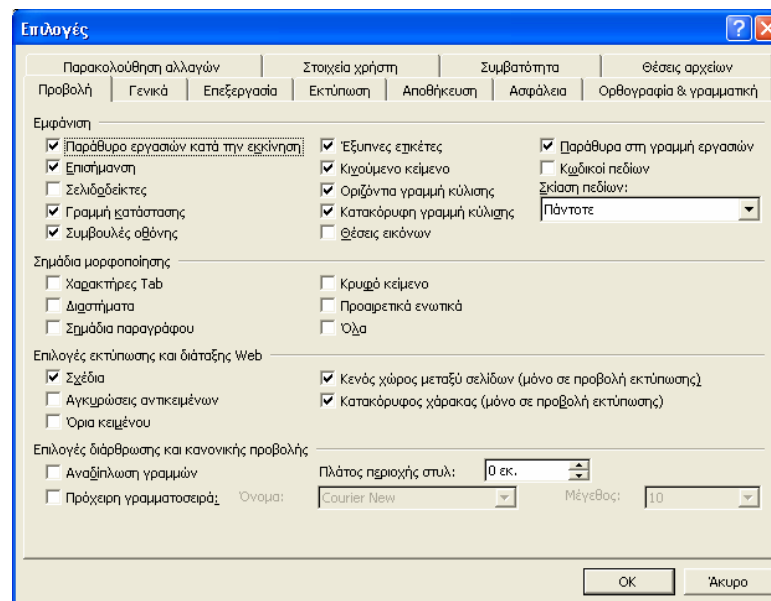 Επιλογές
Παρακολούθηση αλλαγών Στοιχεία χρήστη Συμβατότητα Θέσεις αρχείων
Προβολή Γενικά Επεξεργασία Εκτύπωση Αποθήκευση Ασφάλεια Ορθογραφία & γραμματική
Εμφάνιση
Παράθυρο εργασιών κατά την εκκίνηση Έξυπνες ετικέτες Παράθυρα στη γραμμή εργασιών
Επισήμανση Κινούμενο κείμενο Κωδικοί πεδίων
Σελιδοδείκτες Οριζόντια γραμμή κύλισης Σκίαση πεδίων:
Γραμμή κατάστασης Κατακόρυφη γραμμή κύλισης Πάντοτε
Συμβουλές οθόνης Θέσεις εικόνων
Σημάδια μορφοποίησης
Χαρακτήρες Tab Κρυφό κείμενο
Διαστήματα Προαιρετικά ενωτικά
Σημάδια παραγράφου Όλα
Επιλογές εκτύπωσης και διάταξης Web
Σχέδια Κενός χώρος μεταξύ σελίδων (μόνο σε προβολή εκτύπωσης)
Αγκυρώσεις αντικειμένων Κατακόρυφος χάρακας (μόνο σε προβολή εκτύπωσης)
Όρια κειμένου
Επιλογές διάρθρωσης και κανονικής προβολής
Αναδίπλωση γραμμών Πλάτος περιοχής στυλ: 0 εκ.
Πρόχειρη γραμματοσειρά: Όνομα: Courier New Μέγεθος: 10
OK Άκυρο